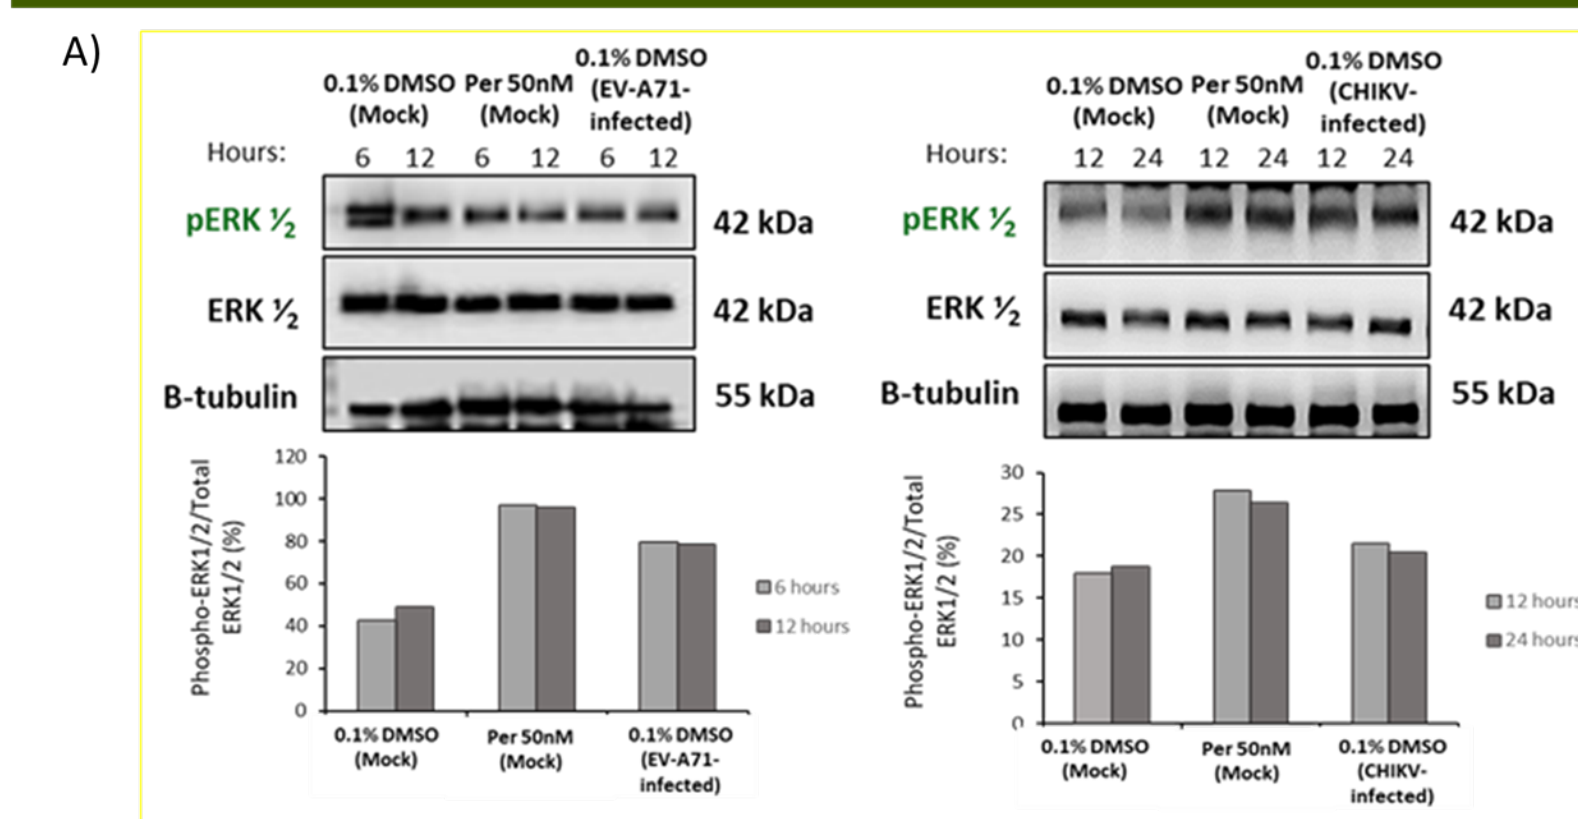 A)
0.1% DMSO
(Mock)
Per 50nM
(Mock)
0.1% DMSO
(EV-A71-
infected)
Hours:
6 12 6 12 6 12
pERK ½
42 kDa
ERK ½
42 kDa
B-tubulin
55 kDa
Phospho-ERK1/2/Total
ERK1/2 (%)
120
100
80
60
40
20
0
6 hours
12 hours
0.1% DMSO
(Mock)
Per 50nM
(Mock)
0.1% DMSO
(EV-A71-
infected)
0.1% DMSO
(Mock)
Per 50nM
(Mock)
0.1% DMSO
(CHIKV-
infected)
Hours:
12 24 12 24 12 24
pERK ½
42 kDa
ERK ½
42 kDa
B-tubulin
55 kDa
Phospho-ERK1/2/Total
ERK1/2 (%)
30
25
20
15
10
5
0
12 hours
24 hours
0.1% DMSO
(Mock)
Per 50nM
(Mock)
0.1% DMSO
(CHIKV-
infected)